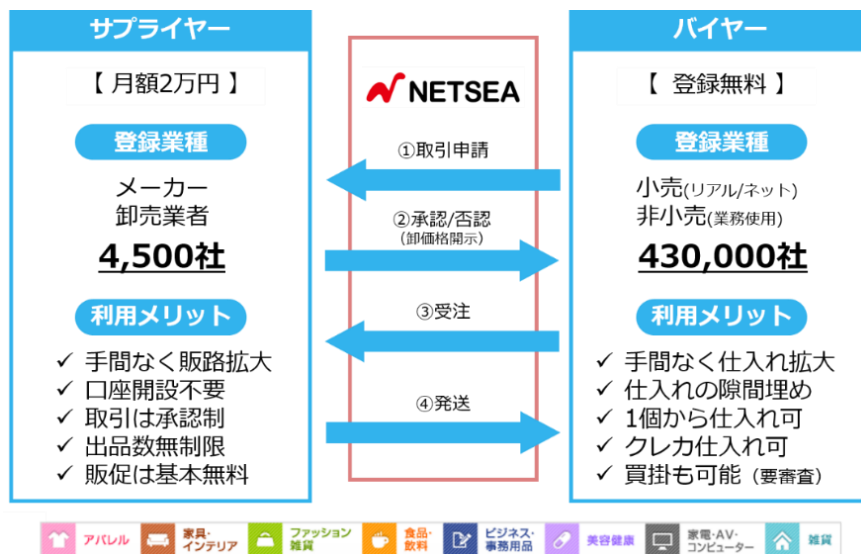 サプライヤー
【 月額2万円 】
登録業種
メーカー
卸売業者
4,500社
利用メリット
✓ 手間なく販路拡大
✓ 口座開設不要
✓ 取引は承認制
✓ 出品数無制限
✓ 販促は基本無料
NETSEA
①取引申請
②承認/否認
(卸価格開示)
③受注
④発送
バイヤー
【 登録無料 】
登録業種
小売(リアル/ネット)
非小売(業務使用)
430,000社
利用メリット
✓ 手間なく仕入れ拡大
✓ 仕入れの隙間埋め
✓ 1個から仕入れ可
✓ クレカ仕入れ可
✓ 買掛も可能（要審査）
アパレル
家具・
インテリア
ファッション
雑貨
食品・
飲料
ビジネス・
事務用品
美容健康
家電・AV・
コンピューター
雑貨